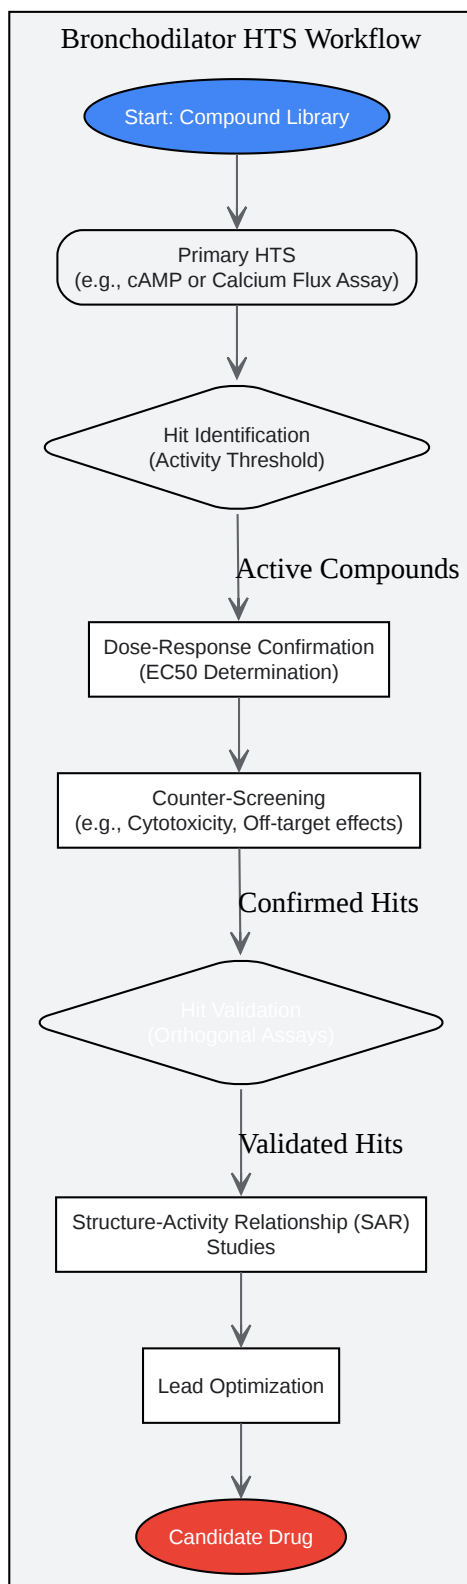 Bronchodilator HTS Workflow
Start: Compound Library
Primary HTS
(e.g., cAMP or Calcium Flux Assay)
Hit Identification
(Activity Threshold)
Active Compounds
Dose-Response Confirmation
(EC50 Determination)
Counter-Screening
(e.g., Cytotoxicity, Off-target effects)
Confirmed Hits
Hit Validation
(Orthogonal Assays)
Validated Hits
Structure-Activity Relationship (SAR)
Studies
Lead Optimization
Candidate Drug